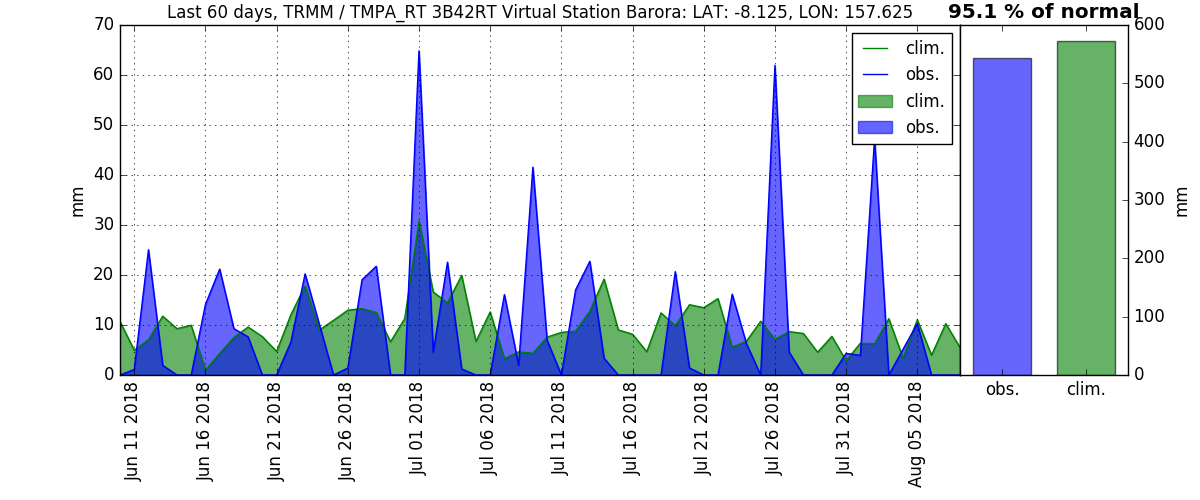 Last 60 days, TRMM / TMPA_RT 3B42RT Virtual Station Barora: LAT: -8.125, LON: 157.625
95.1 % of normal
70
60
50
40
30
20
10
0
mm
clim.
obs.
clim.
obs.
600
500
400
300
200
100
0
mm
obs.
clim.
Jun 11 2018
Jun 16 2018
Jun 21 2018
Jun 26 2018
Jul 01 2018
Jul 06 2018
Jul 11 2018
Jul 16 2018
Jul 21 2018
Jul 26 2018
Jul 31 2018
Aug 05 2018